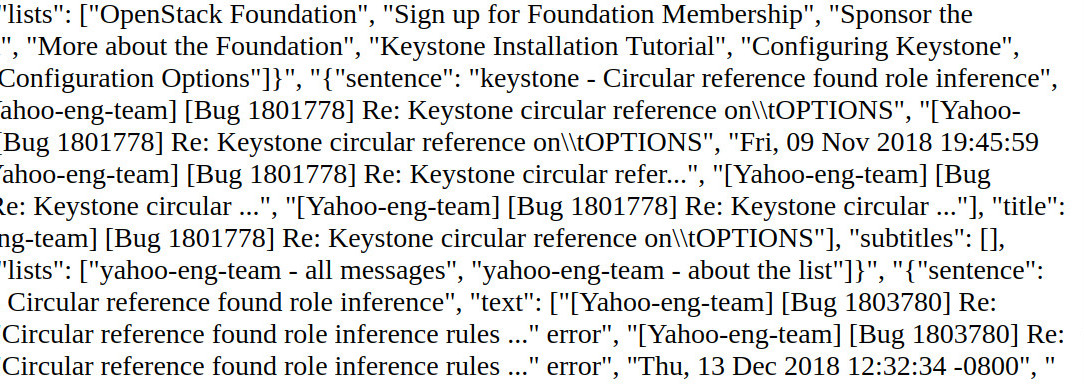 "lists": ["OpenStack Foundation", "Sign up for Foundation Membership", "Sponsor the
", "More about the Foundation", "Keystone Installation Tutorial", "Configuring Keystone",
Configuration Options"]}", "{"sentence": "keystone - Circular reference found role inference",
ahoo-eng-team] [Bug 1801778] Re: Keystone circular reference on\\tOPTIONS", "[Yahoo-
[Bug 1801778] Re: Keystone circular reference on\\tOPTIONS", "Fri, 09 Nov 2018 19:45:59
ahoo-eng-team] [Bug 1801778] Re: Keystone circular refer...", "[Yahoo-eng-team] [Bug
Re: Keystone circular ...", "[Yahoo-eng-team] [Bug 1801778] Re: Keystone circular ..."], "title":
ng-team] [Bug 1801778] Re: Keystone circular reference on\\tOPTIONS"], "subtitles": [],
"lists": ["yahoo-eng-team - all messages", "yahoo-eng-team - about the list"]}", "{"sentence":
Circular reference found role inference", "text": ["[Yahoo-eng-team] [Bug 1803780] Re:
"Circular reference found role inference rules ..." error", "[Yahoo-eng-team] [Bug 1803780] Re:
"Circular reference found role inference rules ..." error", "Thu, 13 Dec 2018 12:32:34 -0800", "